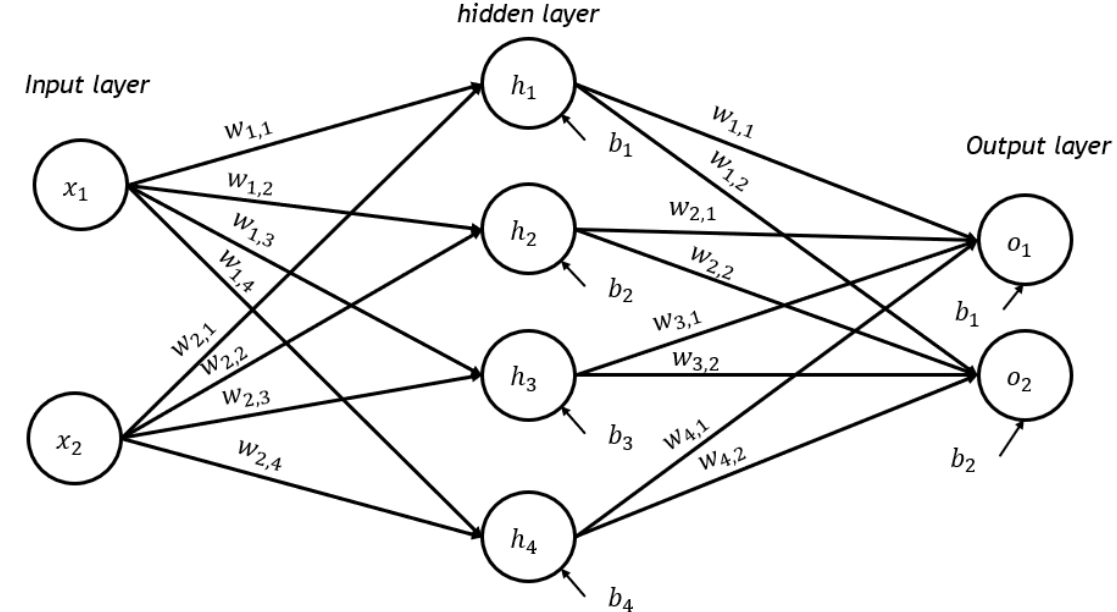 hidden layer
Input layer
Output layer
x₁
x₂
h₁
h₂
h₃
h₄
o₁
o₂
w₁,₁
w₁,₂
w₁,₃
w₁,₄
w₂,₁
w₂,₂
w₂,₃
w₂,₄
b₁
b₂
b₃
b₄
w₁,₁
w₁,₂
w₂,₁
w₂,₂
w₃,₁
w₃,₂
w₄,₁
w₄,₂
b₁
b₂